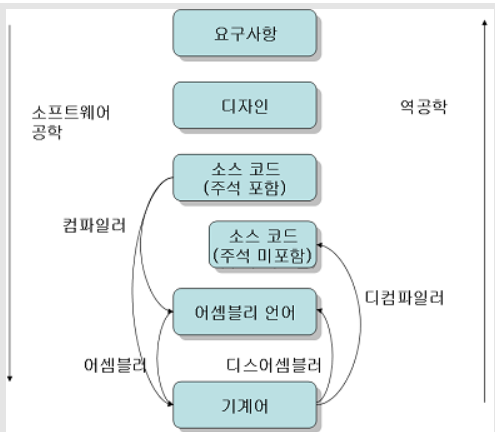 요구사항
소프트웨어
공학
디자인
역공학
소스 코드
(주석 포함)
컴파일러
소스 코드
(주석 미포함)
디컴파일러
어셈블리 언어
어셈블러
디스어셈블러
기계어